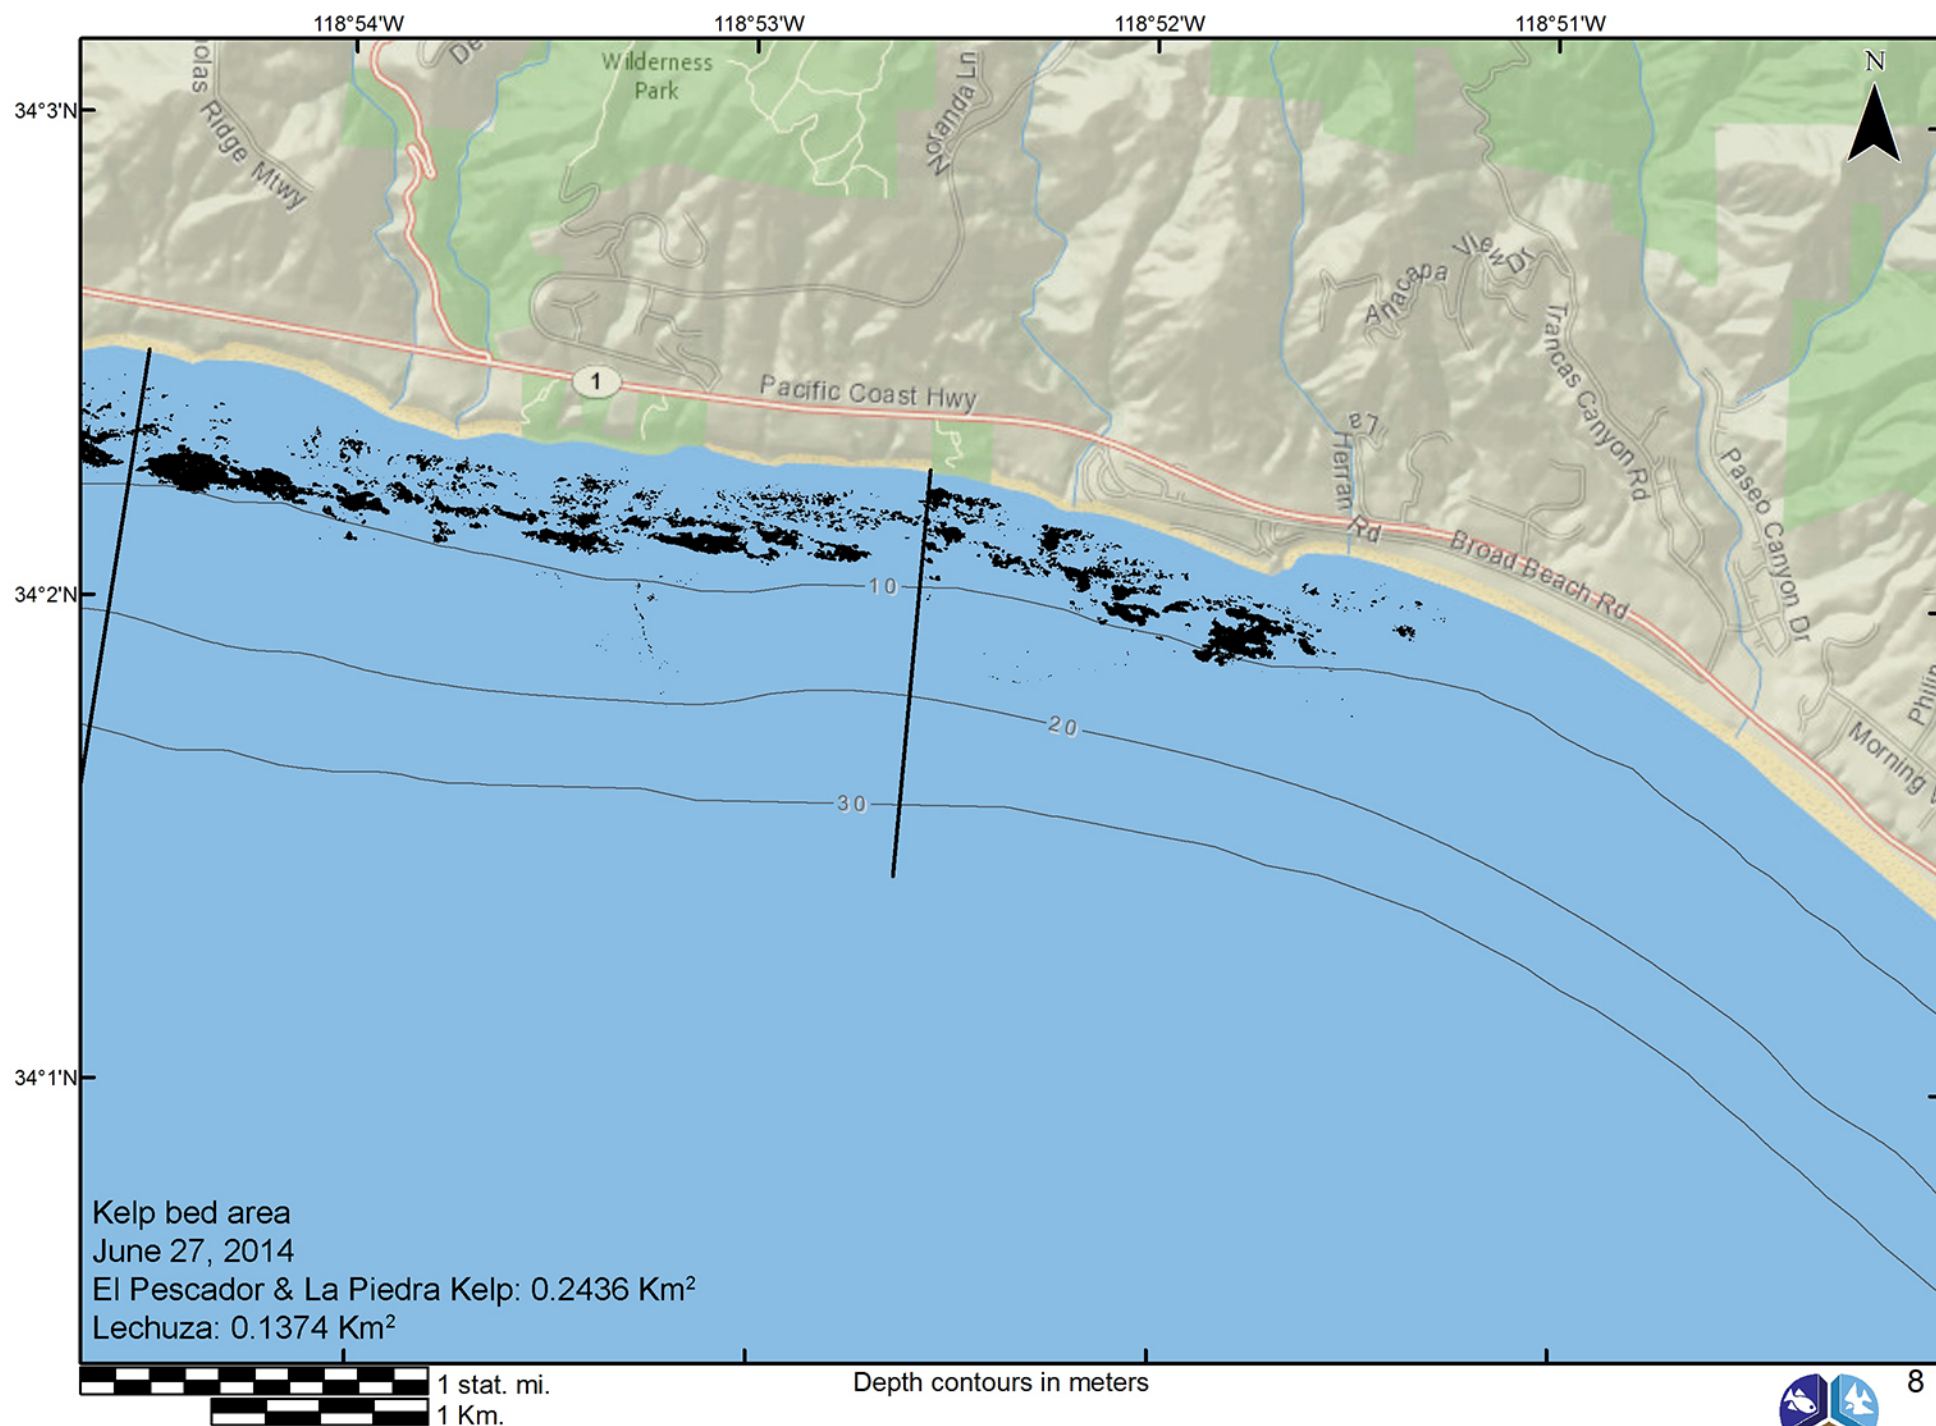 118°54'W 118°53'W 118°52'W 118°51'W
N
34°3'N
34°2'N
34°1'N
olas
Ridge Mtwy
De
Wilderness
Park
Noranda Ln
Anacapa
View Dr
Trancas Canyon Rd
Paseo Canyon Dr
1
Pacific Coast Hwy
La
Herran
Rd
Broad Beach Rd
Philip
Morning
10
20
30
Kelp bed area
June 27, 2014
El Pescador & La Piedra Kelp: 0.2436 Km²
Lechuza: 0.1374 Km²
1 stat. mi.
1 Km.
Depth contours in meters
8